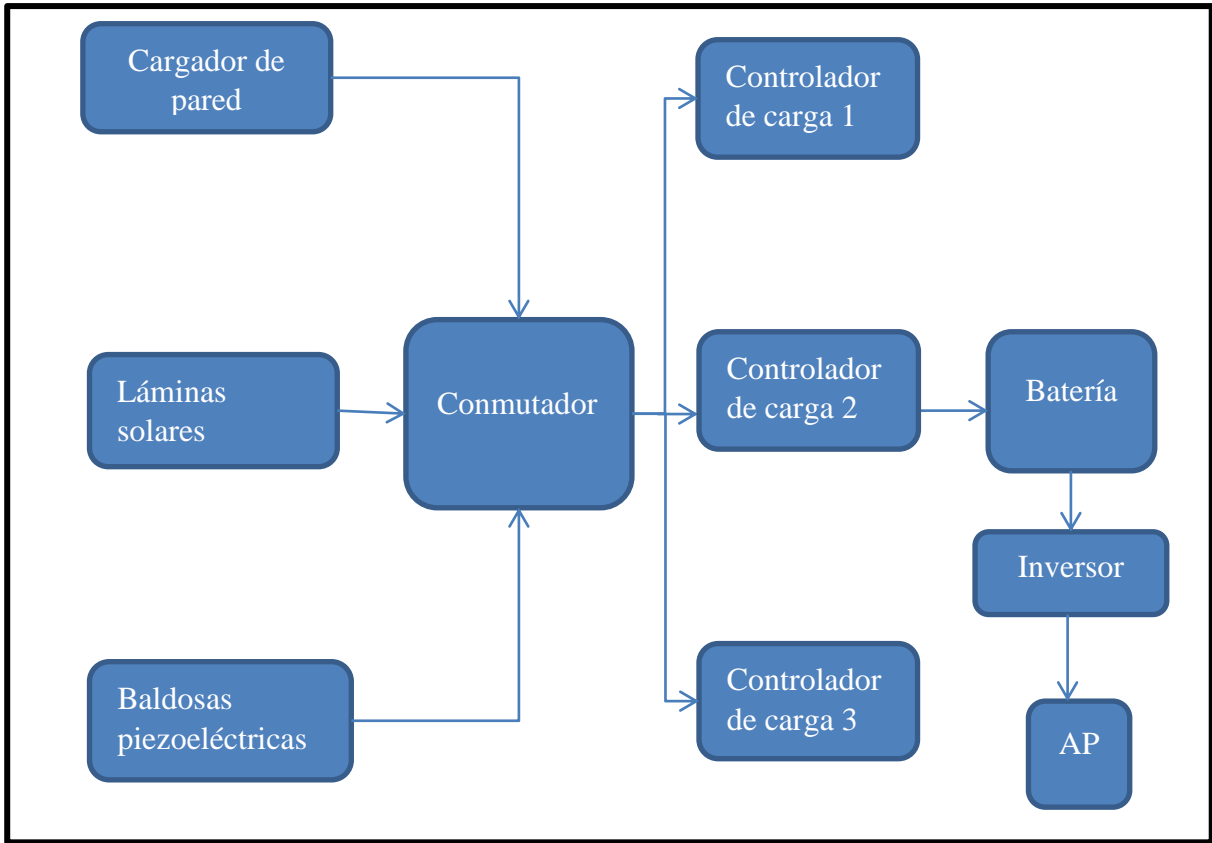 Cargador de
pared
Controlador
de carga 1
Láminas
solares
Conmutador
Controlador
de carga 2
Batería
Inversor
Baldosas
piezoeléctricas
Controlador
de carga 3
AP